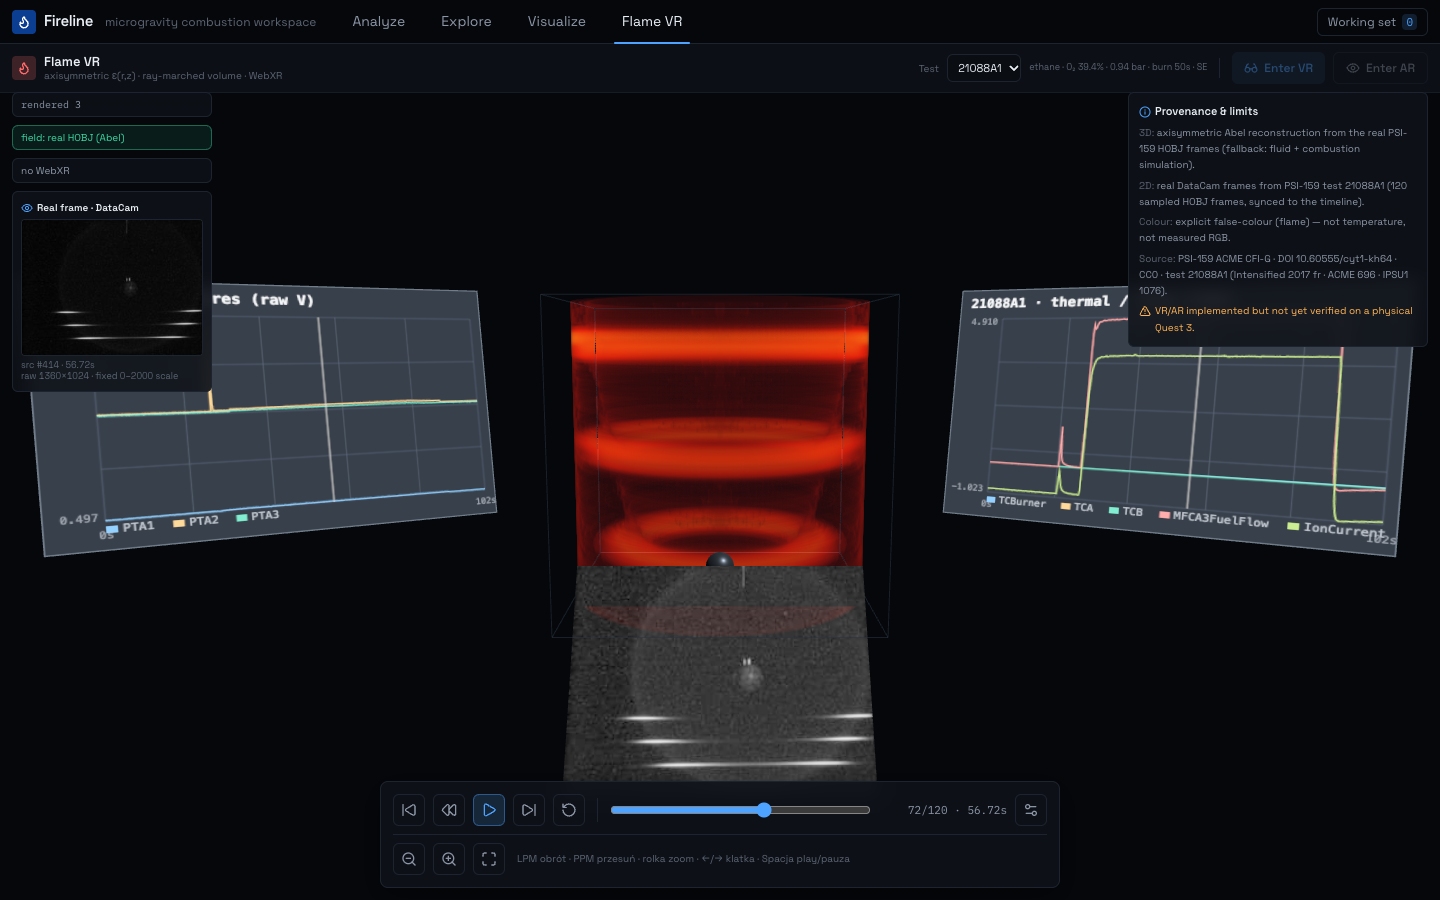 Fireline microgravity combustion workspace Analyze Explore Visualize Flame VR Working set 0
Flame VR
axisymmetric ε(r,z) · ray-marched volume · WebXR
Test 21088A1 ethane · O₂ 39.4% · 0.94 bar · burn 50s · SE Enter VR Enter AR
rendered 3
field: real HOBJ (Abel)
no WebXR
Real frame · DataCam
src #414 · 56.72s
raw 1360×1024 · fixed 0–2000 scale
Provenance & limits
3D: axisymmetric Abel reconstruction from the real PSI-
159 HOBJ frames (fallback: fluid + combustion
simulation).
2D: real DataCam frames from PSI-159 test 21088A1 (120
sampled HOBJ frames, synced to the timeline).
Colour: explicit false-colour (flame) — not temperature,
not measured RGB.
Source: PSI-159 ACME CFI-G · DOI 10.60555/cyt1-kh64 ·
CC0 · test 21088A1 (Intensified 2017 fr · ACME 696 · IPSU1
1076).
VR/AR implemented but not yet verified on a physical
Quest 3.
res (raw V)
0.497
0s
102s
PTA1 PTA2 PTA3
21088A1 · thermal /
4.910
-1.023
0s
TCBurner TCA TCB MFCA3FuelFlow IonCurrent
102s
72/120 · 56.72s
LPM obrót · PPM przesuń · rolka zoom · ←/→ klatka · Spacja play/pauza